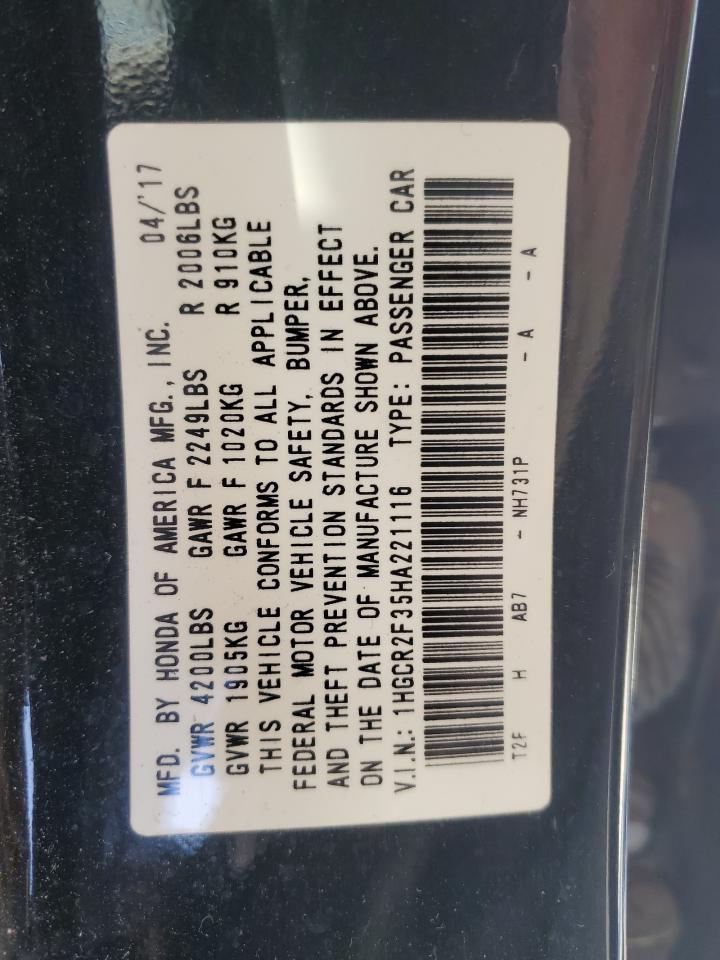 MFD. BY HONDA OF AMERICA MFG., INC. 04/'17
GVWR 4200LBS GAWR F 2249LBS R 2006LBS
GVWR 1905KG GAWR F 1020KG R 910KG
THIS VEHICLE CONFORMS TO ALL APPLICABLE
FEDERAL MOTOR VEHICLE SAFETY, BUMPER,
AND THEFT PREVENTION STANDARDS IN EFFECT
ON THE DATE OF MANUFACTURE SHOWN ABOVE.
V.I.N.: 1HGCR2F35HA221116 TYPE: PASSENGER CAR
T2F H AB7 - NH731P - A - A